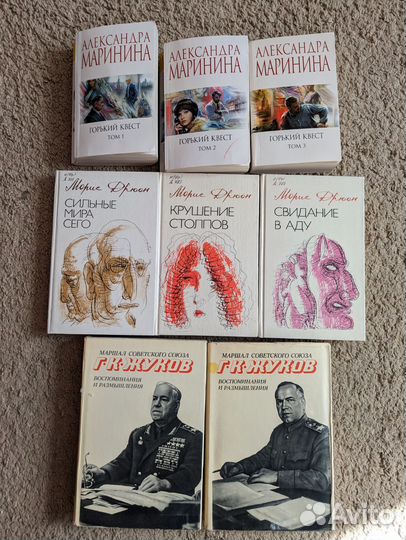 АЛЕКСАНДРА
МАРИНИНА
ГОРЬКИЙ КВЕСТ
ТОМ 1
АЛЕКСАНДРА
МАРИНИНА
ГОРЬКИЙ КВЕСТ
ТОМ 2
АЛЕКСАНДРА
МАРИНИНА
ГОРЬКИЙ КВЕСТ
ТОМ 3
Морис Дрюон
СИЛЬНЫЕ
МИРА
СЕГО
Морис Дрюон
КРУШЕНИЕ
СТОЛПОВ
Морис Дрюон
СВИДАНИЕ
В АДУ
МАРШАЛ СОВЕТСКОГО СОЮЗА
Г·К·ЖУКОВ
ВОСПОМИНАНИЯ
И РАЗМЫШЛЕНИЯ
МАРШАЛ СОВЕТСКОГО СОЮЗА
Г·К·ЖУКОВ
ВОСПОМИНАНИЯ
И РАЗМЫШЛЕНИЯ
Avito